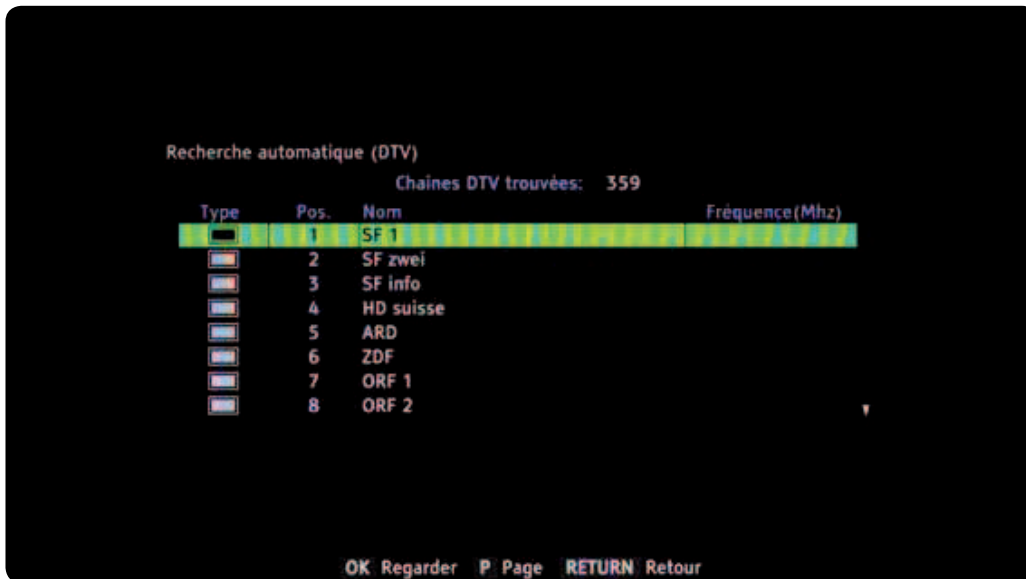 Recherche automatique (DTV)
Chaînes DTV trouvées: 359
Type Pos. Nom Fréquence(Mhz)
1 SF 1
2 SF zwei
3 SF info
4 HD suisse
5 ARD
6 ZDF
7 ORF 1
8 ORF 2
OK Regarder P Page RETURN Retour